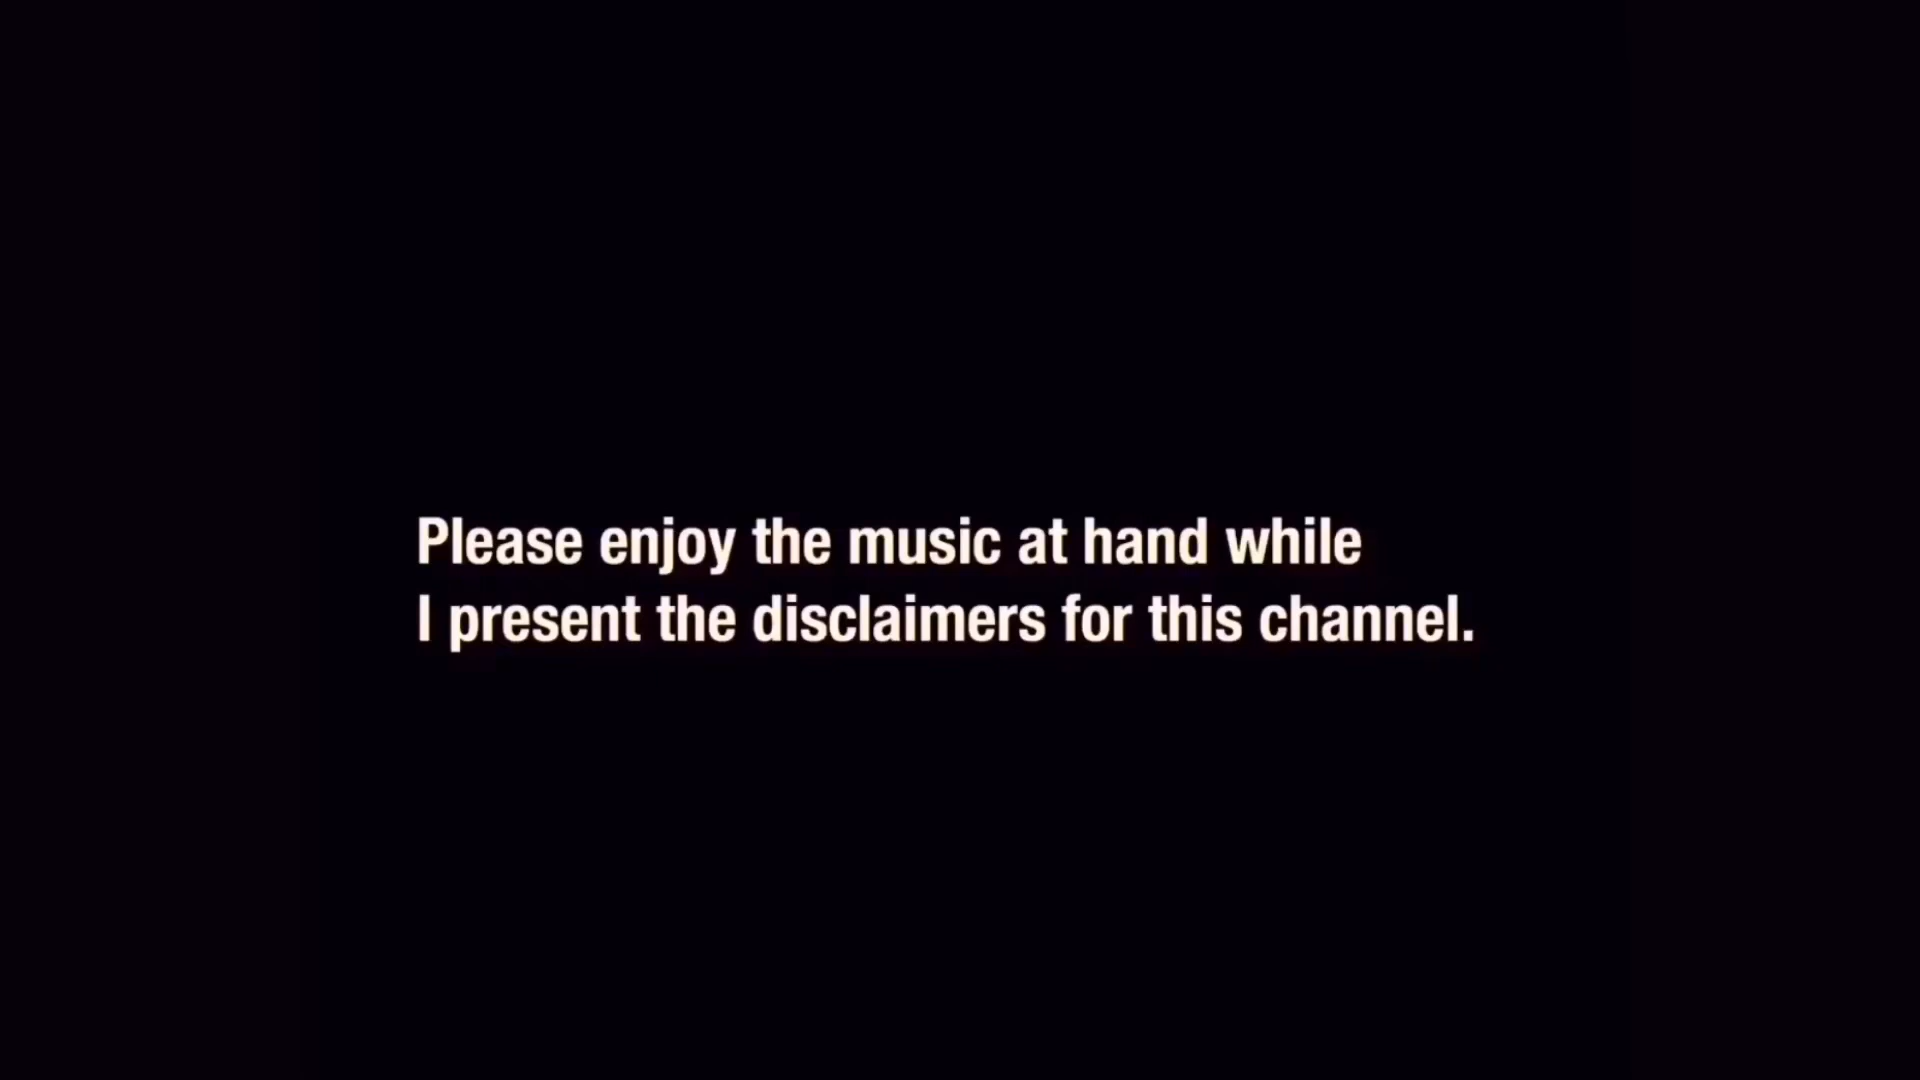 Please enjoy the music at hand while
I present the disclaimers for this channel.